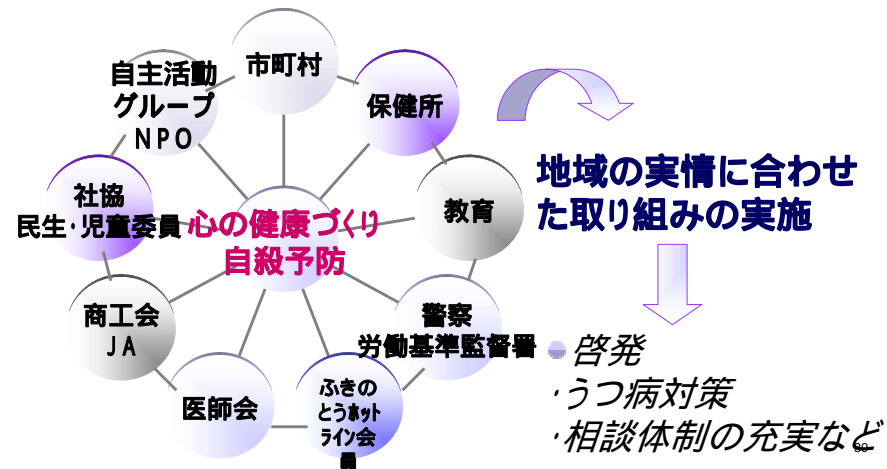 市町村
保健所
教育
警察
労働基準監督署
ふきの
とうホット
ライン会
員
医師会
商工会
JA
社協
民生・児童委員
自主活動
グループ
NPO
心の健康づくり
自殺予防
地域の実情に合わせ
た取り組みの実施
啓発
・うつ病対策
・相談体制の充実など